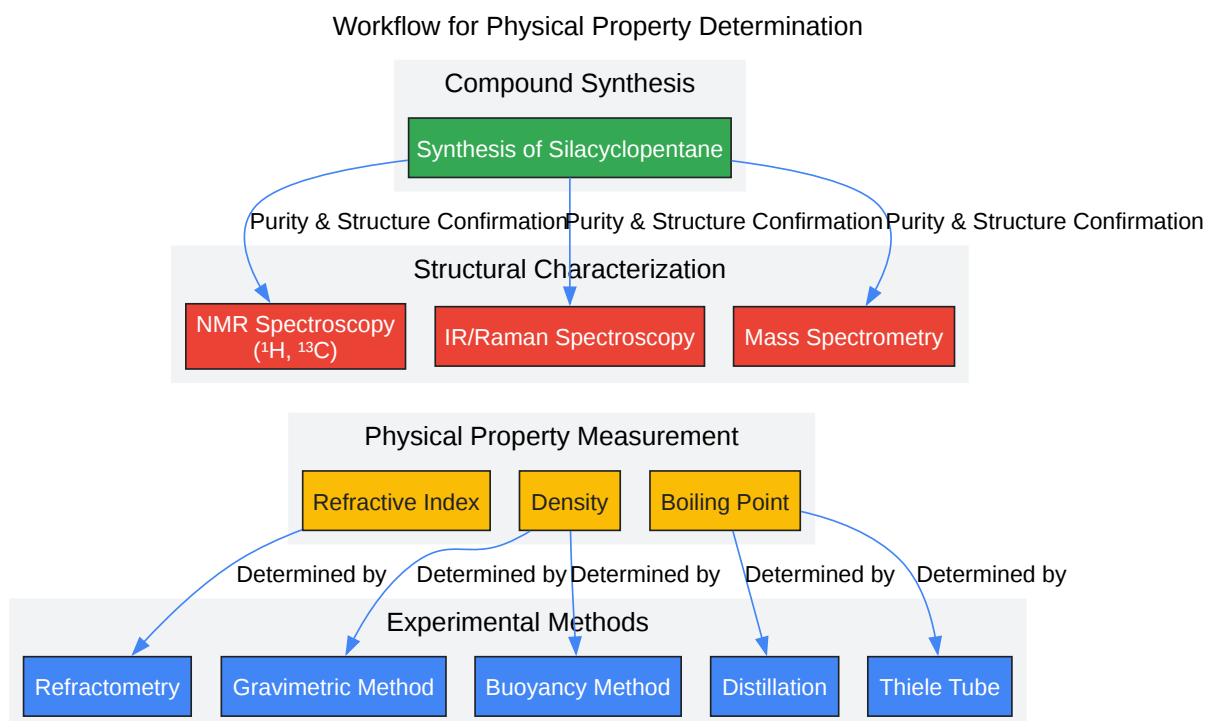 Workflow for Physical Property Determination
Compound Synthesis
Synthesis of Silacyclopentane
Purity & Structure Confirmation
Purity & Structure Confirmation
Purity & Structure Confirmation
Structural Characterization
NMR Spectroscopy
(¹H, ¹³C)
IR/Raman Spectroscopy
Mass Spectrometry
Physical Property Measurement
Refractive Index
Density
Boiling Point
Determined by
Determined by
Determined by
Determined by
Determined by
Experimental Methods
Refractometry
Gravimetric Method
Buoyancy Method
Distillation
Thiele Tube